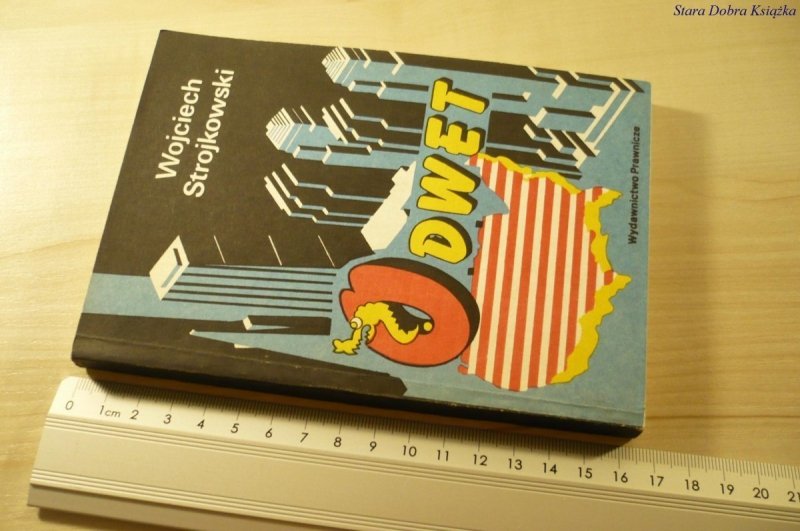 Stara Dobra Książka
Wojciech
Strojkowski
ODWET
Wydawnictwo Prawnicze
0 1cm 2 3 4 5 6 7 8 9 10 11 12 13 14 15 16 17 18 19 20 21